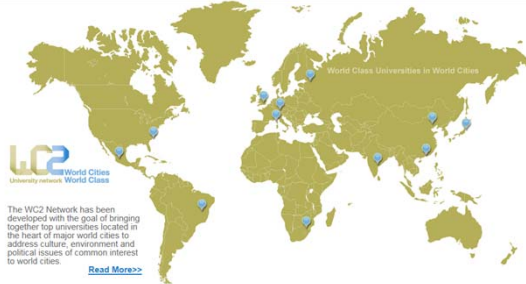 World Class Universities in World Cities
WC2 World Cities
University network World Class
The WC2 Network has been
developed with the goal of bringing
together top universities located in
the heart of major world cities to
address culture, environment and
political issues of common interest
to world cities.
Read More>>